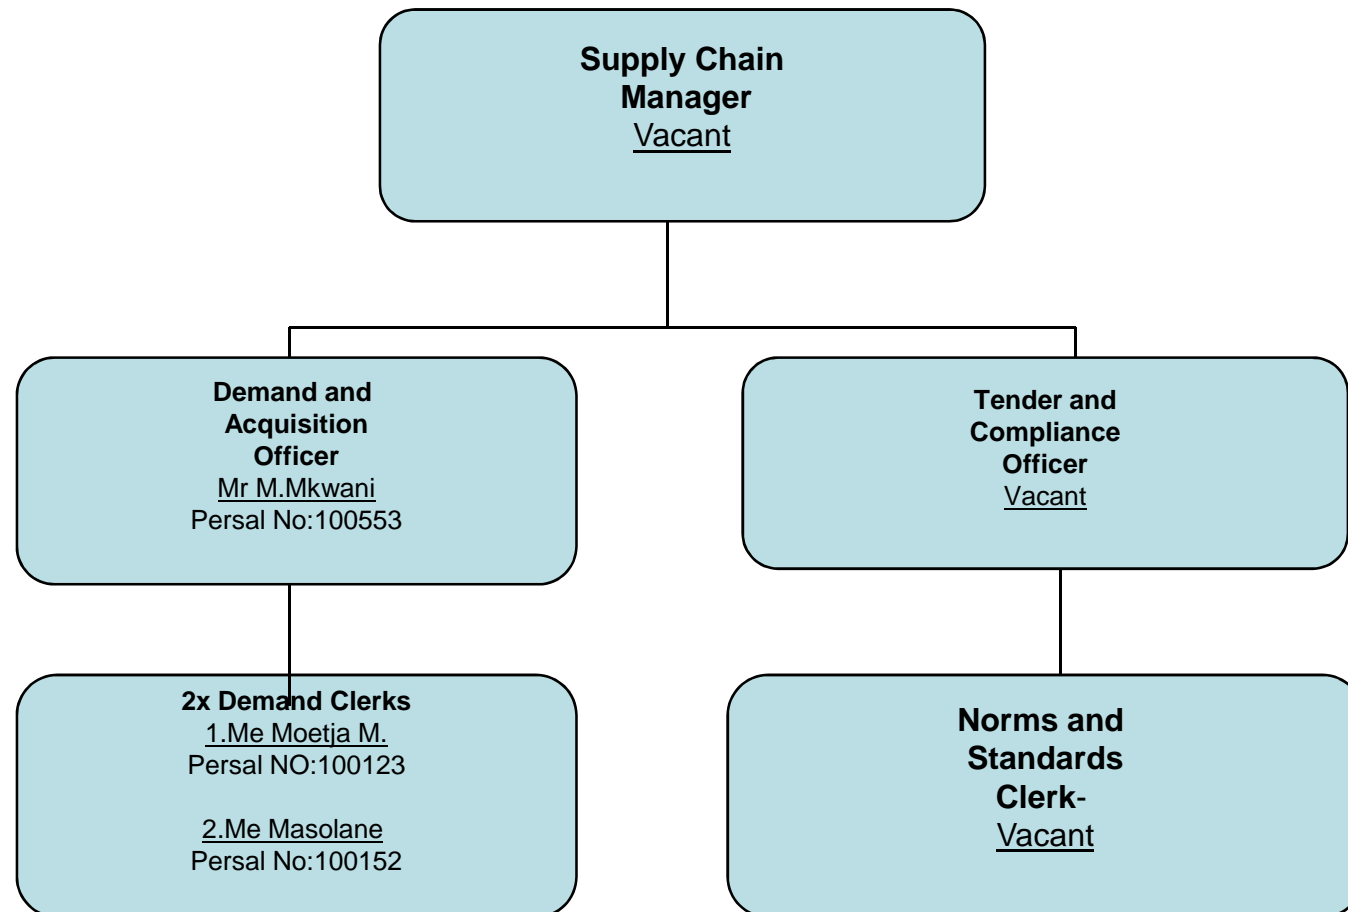 Supply Chain
Manager
Vacant
Demand and
Acquisition
Officer
Mr M.Mkwani
Persal No:100553
Tender and
Compliance
Officer
Vacant
2x Demand Clerks
1.Me Moetja M.
Persal NO:100123
2.Me Masolane
Persal No:100152
Norms and
Standards
Clerk-
Vacant